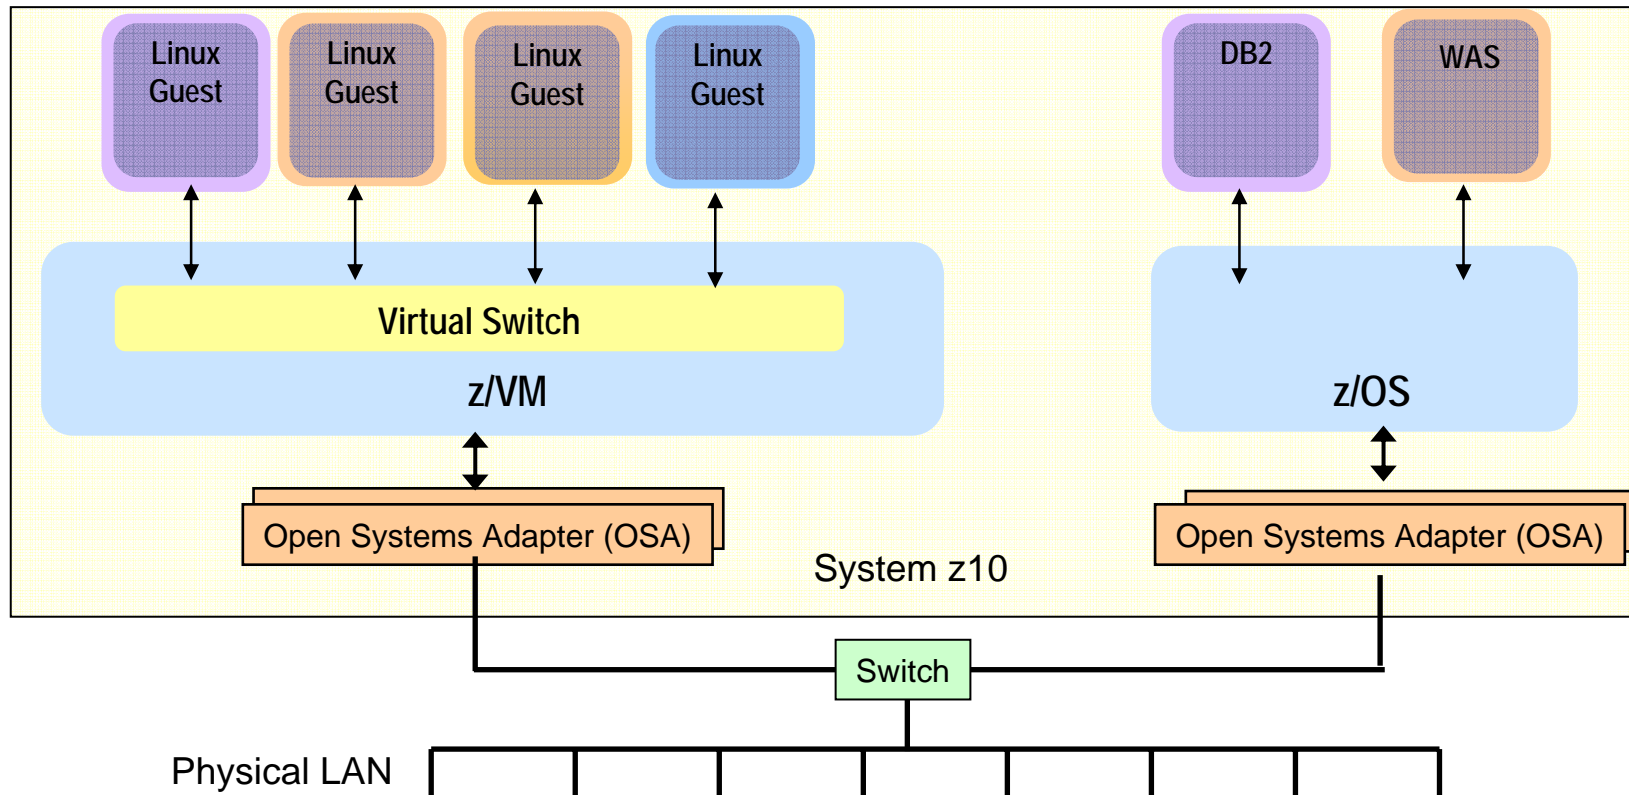 Linux
Guest
Linux
Guest
Linux
Guest
Linux
Guest
DB2
WAS
Virtual Switch
z/VM
z/OS
Open Systems Adapter (OSA)
Open Systems Adapter (OSA)
System z10
Switch
Physical LAN